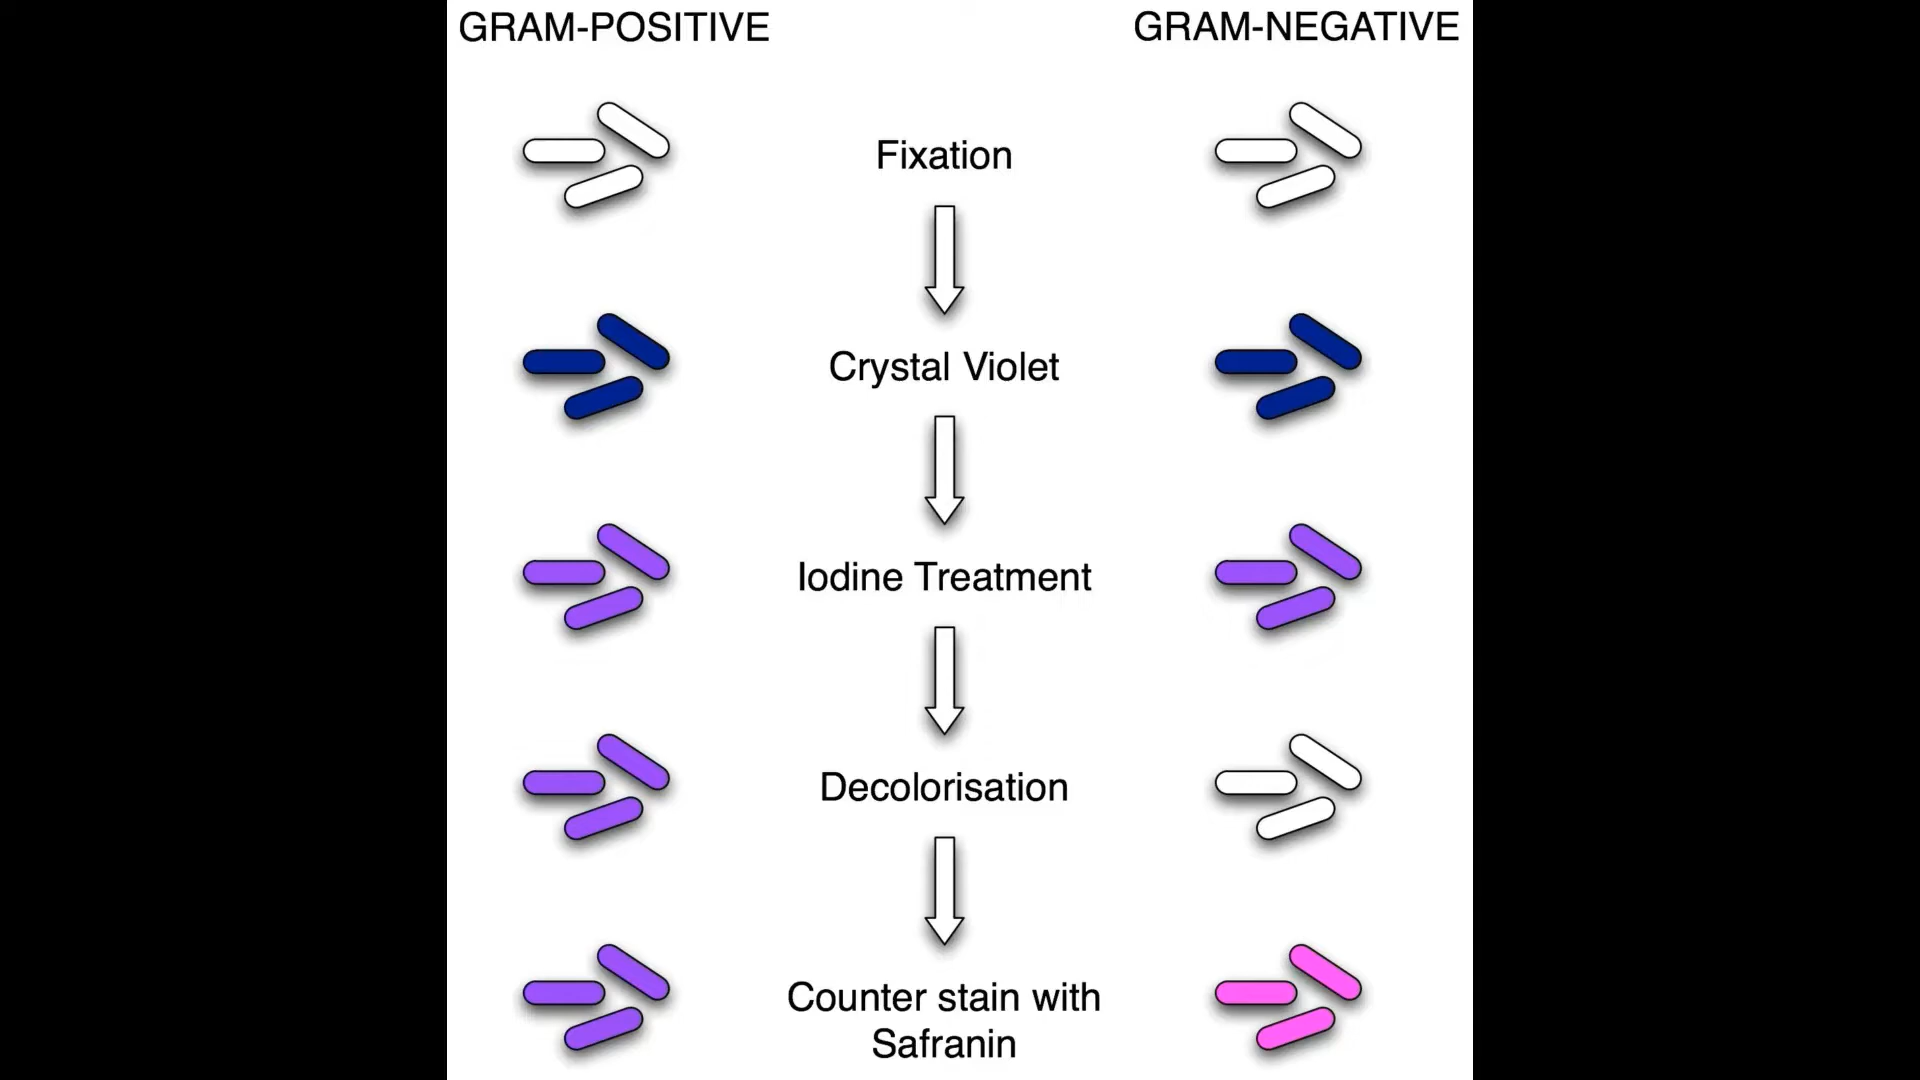 GRAM-POSITIVE
GRAM-NEGATIVE
Fixation
Crystal Violet
Iodine Treatment
Decolorisation
Counter stain with
Safranin